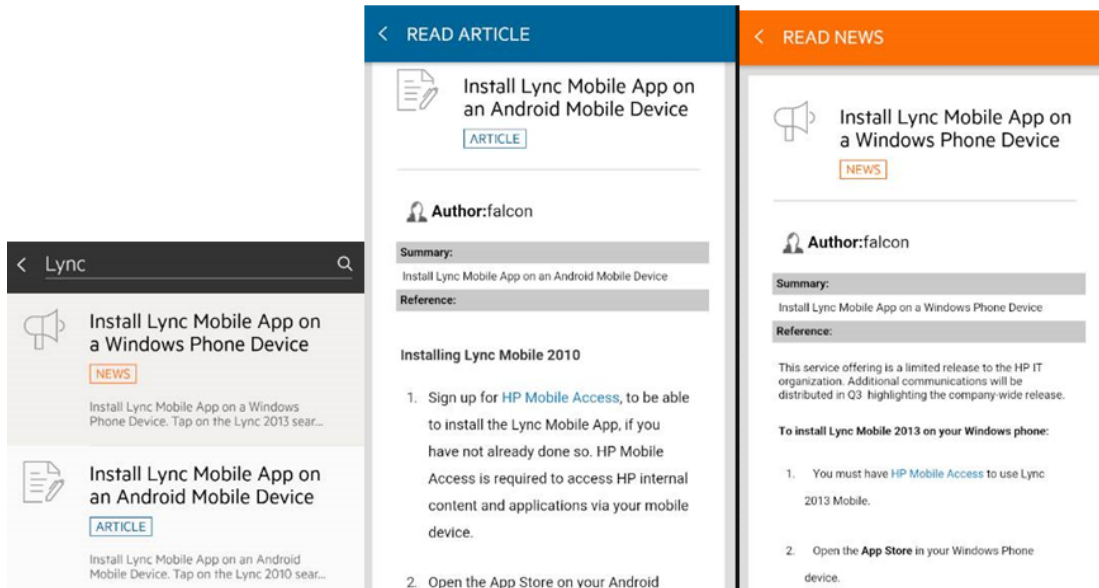 Lync
Install Lync Mobile App on
a Windows Phone Device
NEWS
Install Lync Mobile App on a Windows
Phone Device. Tap on the Lync 2013 sear...
Install Lync Mobile App on
an Android Mobile Device
ARTICLE
Install Lync Mobile App on an Android
Mobile Device. Tap on the Lync 2010 sear...
READ ARTICLE
Install Lync Mobile App on
an Android Mobile Device
ARTICLE
Author:falcon
Summary:
Install Lync Mobile App on an Android Mobile Device
Reference:
Installing Lync Mobile 2010
1. Sign up for HP Mobile Access, to be able
to install the Lync Mobile App, if you
have not already done so. HP Mobile
Access is required to access HP internal
content and applications via your mobile
device.
2. Open the App Store on your Android
READ NEWS
Install Lync Mobile App on
a Windows Phone Device
NEWS
Author:falcon
Summary:
Install Lync Mobile App on a Windows Phone Device
Reference:
This service offering is a limited release to the HP IT
organization. Additional communications will be
distributed in Q3 highlighting the company-wide release.
To install Lync Mobile 2013 on your Windows phone:
1. You must have HP Mobile Access to use Lync
2013 Mobile.
2. Open the App Store in your Windows Phone
device.